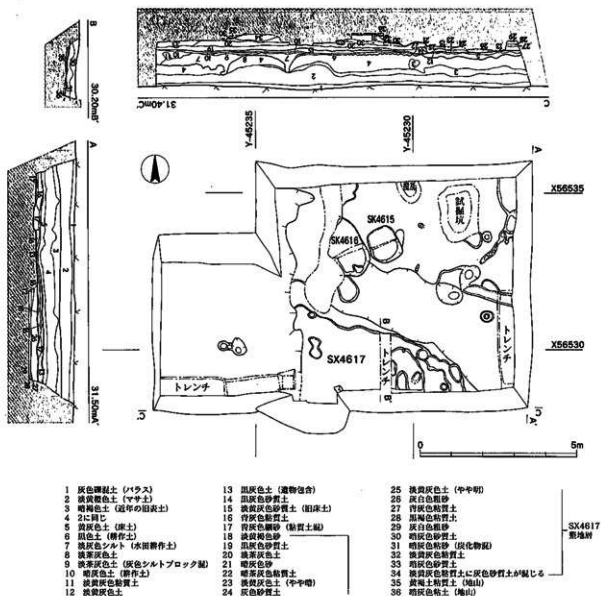 B
30.20mB'
C
31.40mC'
Y-45235
Y-45230
A
A
X56535
SK4615
SK4616
試掘坑
B
X56530
SX4617
トレンチ
トレンチ
トレンチ
B'
C'
C
A'
31.50mA'
0 5m
1 灰色礫混土（バラス）
2 淡黄橙色土（マサ土）
3 暗褐色土（近年の旧表土）
4 2に同じ
5 黄灰色土（床土）
6 黒色土（耕作土）
7 淡灰色シルト（水田耕作土）
8 淡茶灰色土
9 淡茶灰色土（灰色シルトブロック混）
10 暗灰色土（耕作土）
11 淡黄灰色粘質土
12 淡黄灰色土
13 黒灰色土（遺物包含）
14 黒灰色砂質土
15 淡黄灰色砂質土（旧床土）
16 青灰色粘質土
17 青灰色細砂（粘質土混）
18 淡黄褐色砂
19 黒灰色砂質土
20 淡灰色土
21 暗灰色砂
22 暗茶灰色砂質土
23 淡黄灰色土（やや暗）
24 灰色砂質土
25 淡黄灰色土（やや明）
26 灰白色粗砂
27 青灰色粘質土
28 黒褐色粘質土
29 灰白色粗砂
30 暗灰色砂質土
31 暗灰色粘砂（炭化物混）
32 淡黄灰色粘質土
33 暗灰色砂質土
34 淡黄灰色粘質土に灰色砂質土が混じる
35 黄褐土粘質土（地山）
36 暗灰色粘土（地山）
SX4617
整地層